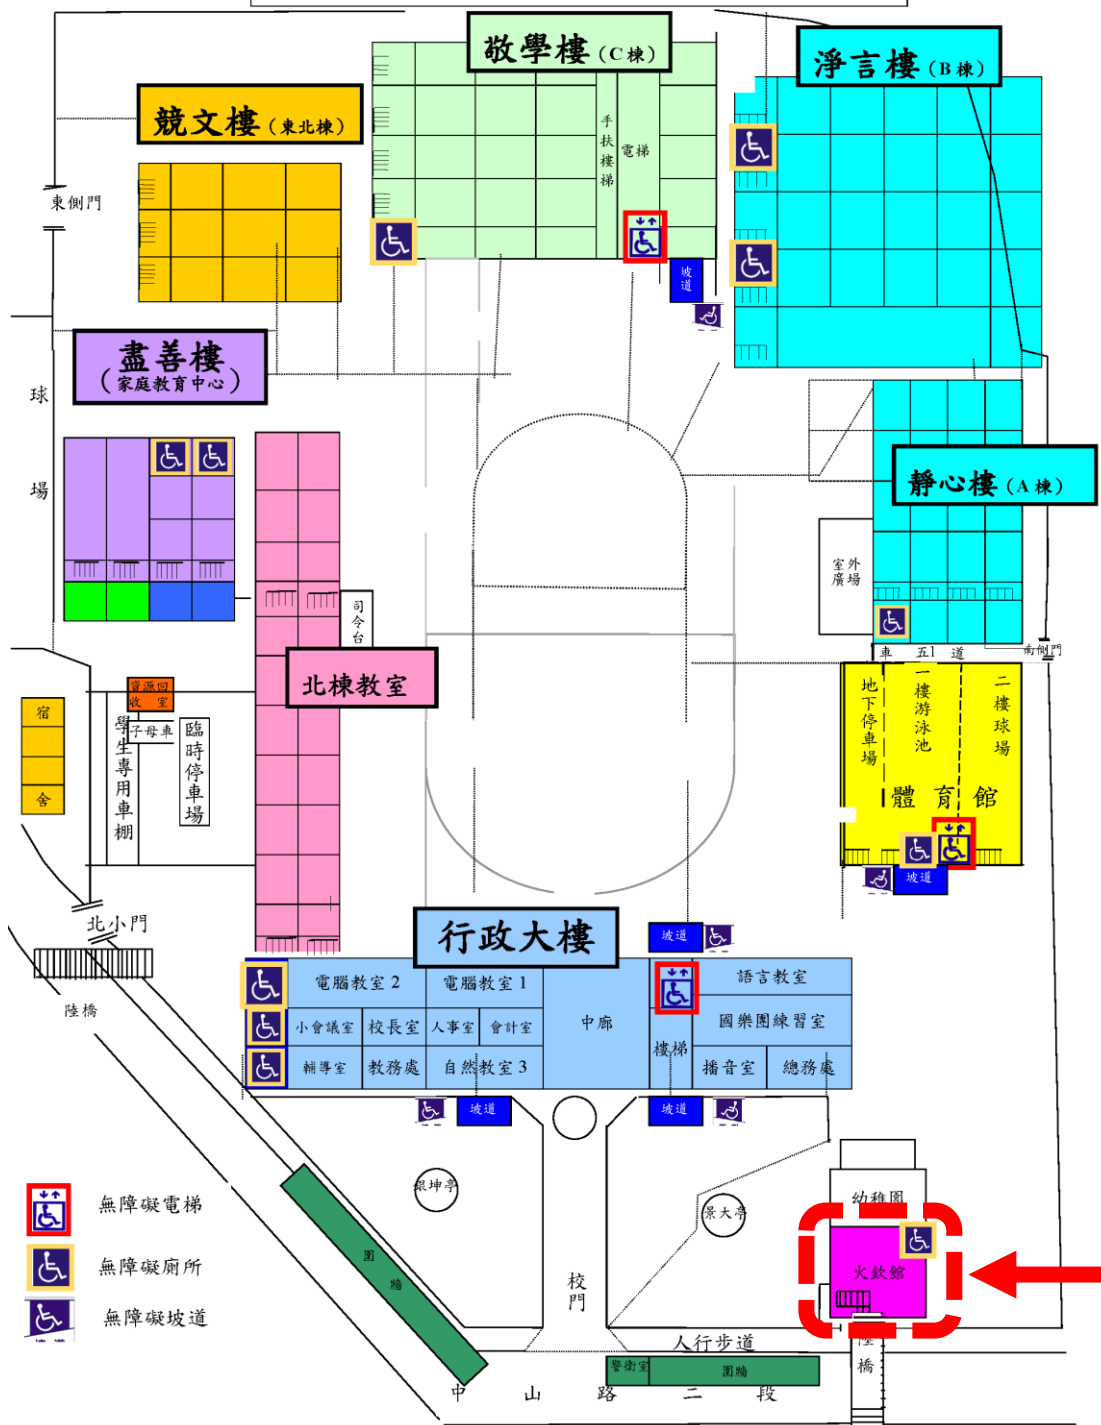 敬學樓(C棟)
淨言樓(B棟)
競文樓(東北棟)
手扶樓梯
電梯
東側門
坡道
盡善樓
(家庭教育中心)
球場
靜心樓(A棟)
室外廣場
司令台
車 五1 道
南側門
北棟教室
資源回收室
子母車
宿舍
學生專用車棚
臨時停車場
地下停車場
一樓游泳池
二樓球場
體育館
坡道
北小門
陸橋
行政大樓
坡道
電腦教室2
電腦教室1
語言教室
中廊
小會議室
校長室
人事室
會計室
國樂團練習室
樓梯
輔導室
教務處
自然教室3
播音室
總務處
坡道
坡道
銀坤亭
景大亭
幼稚園
火欽館
無障礙電梯
無障礙廁所
無障礙坡道
圍牆
校門
人行步道
陸橋
警衛室
圍牆
中山路二段